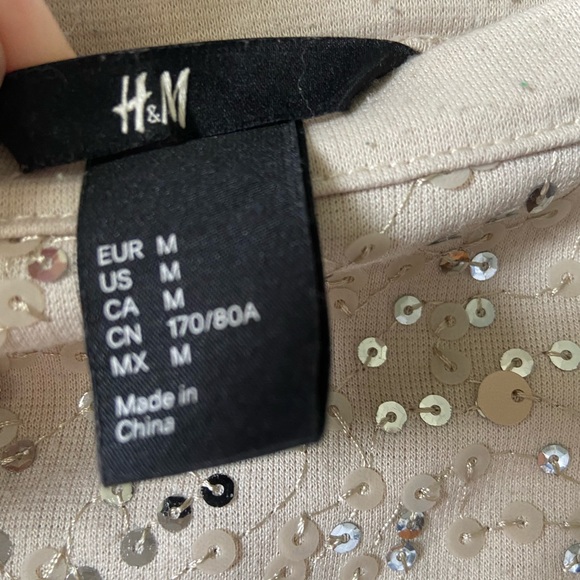 H&M
EUR M
US M
CA M
CN 170/80A
MX M
Made in
China